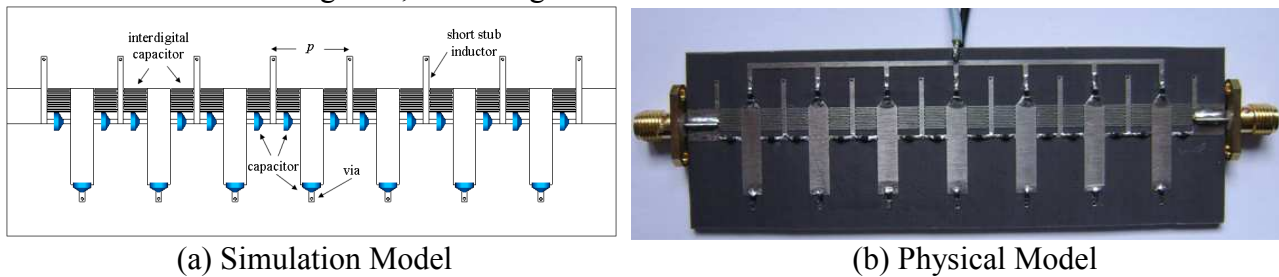 interdigital
capacitor
p
short stub
inductor
capacitor
via
(a) Simulation Model
(b) Physical Model